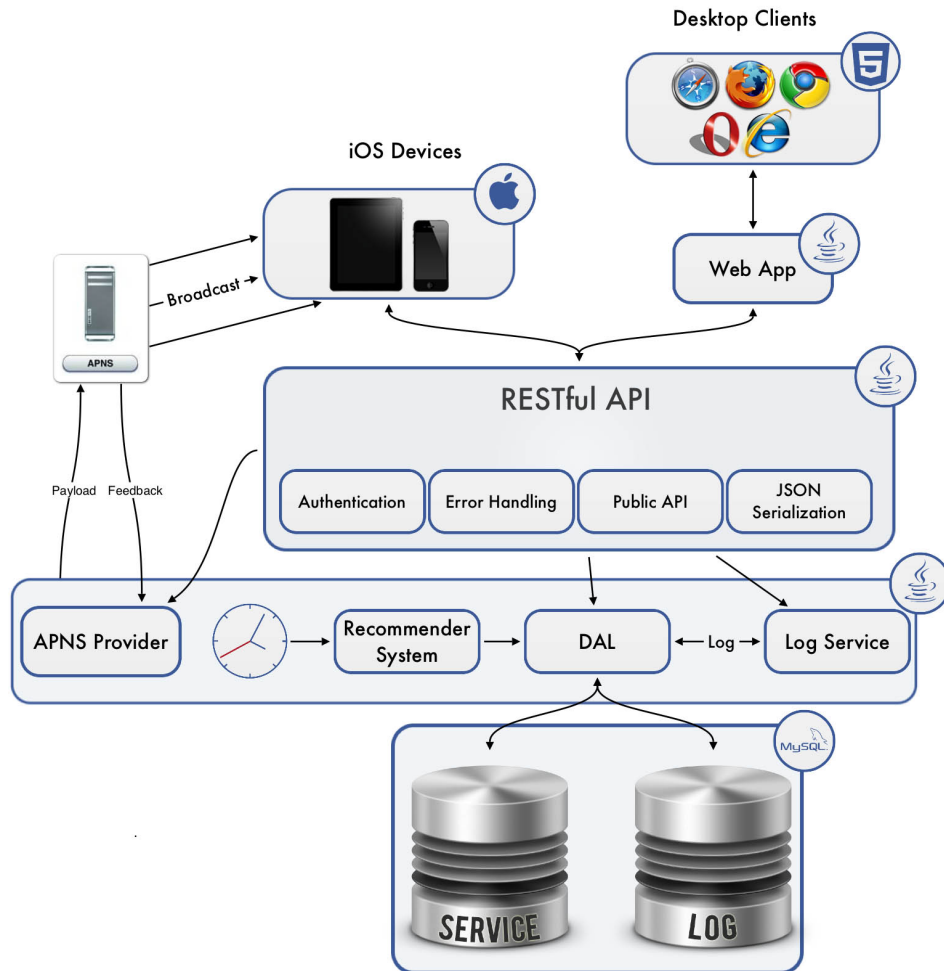 Desktop Clients
5
iOS Devices
Web App
Broadcast
APNS
RESTful API
Payload
Feedback
Authentication
Error Handling
Public API
JSON
Serialization
APNS Provider
Recommender
System
DAL
Log
Log Service
MySQL
SERVICE
LOG